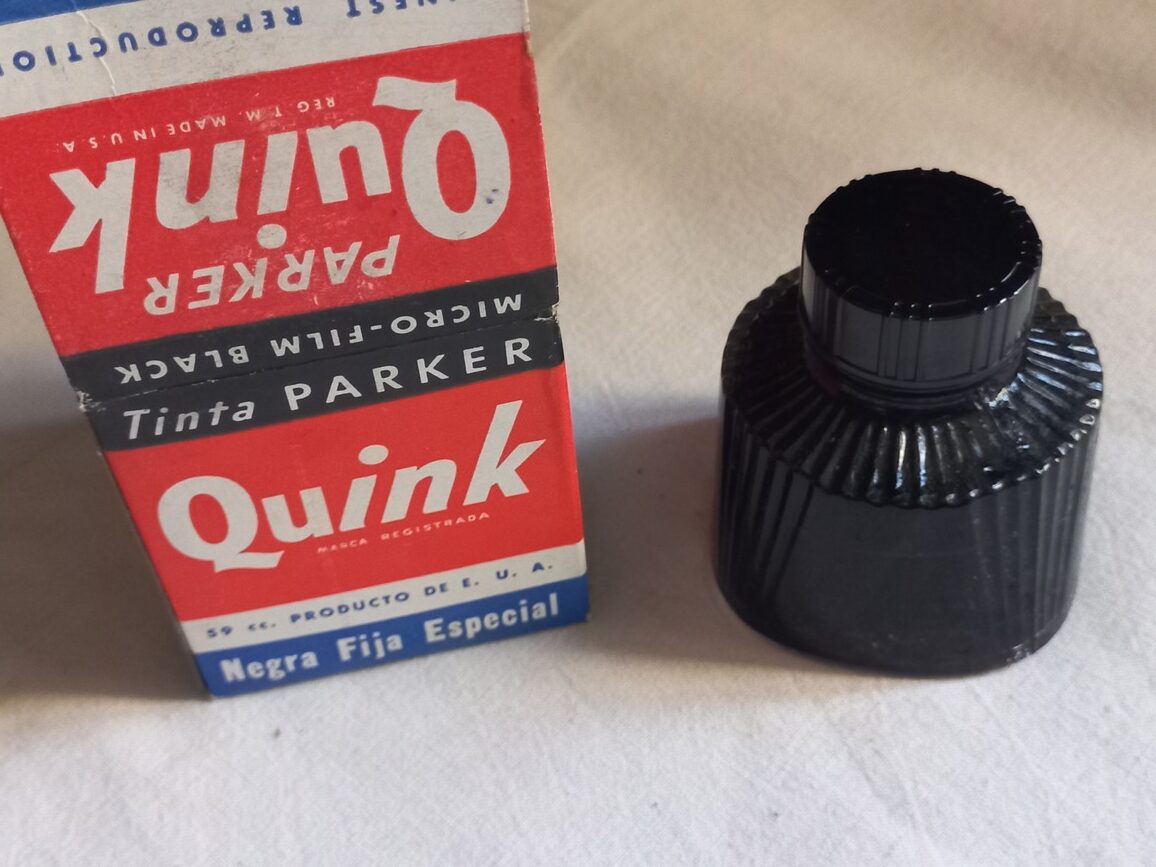 MICRO-FILM BLACK
PARKER
Quink
REG. T. M. MADE IN U.S.A.
NEST REPRODUCTIO
Tinta PARKER
Quink
MARCA REGISTRADA
59 cc. PRODUCTO DE E. U. A.
Negra Fija Especial